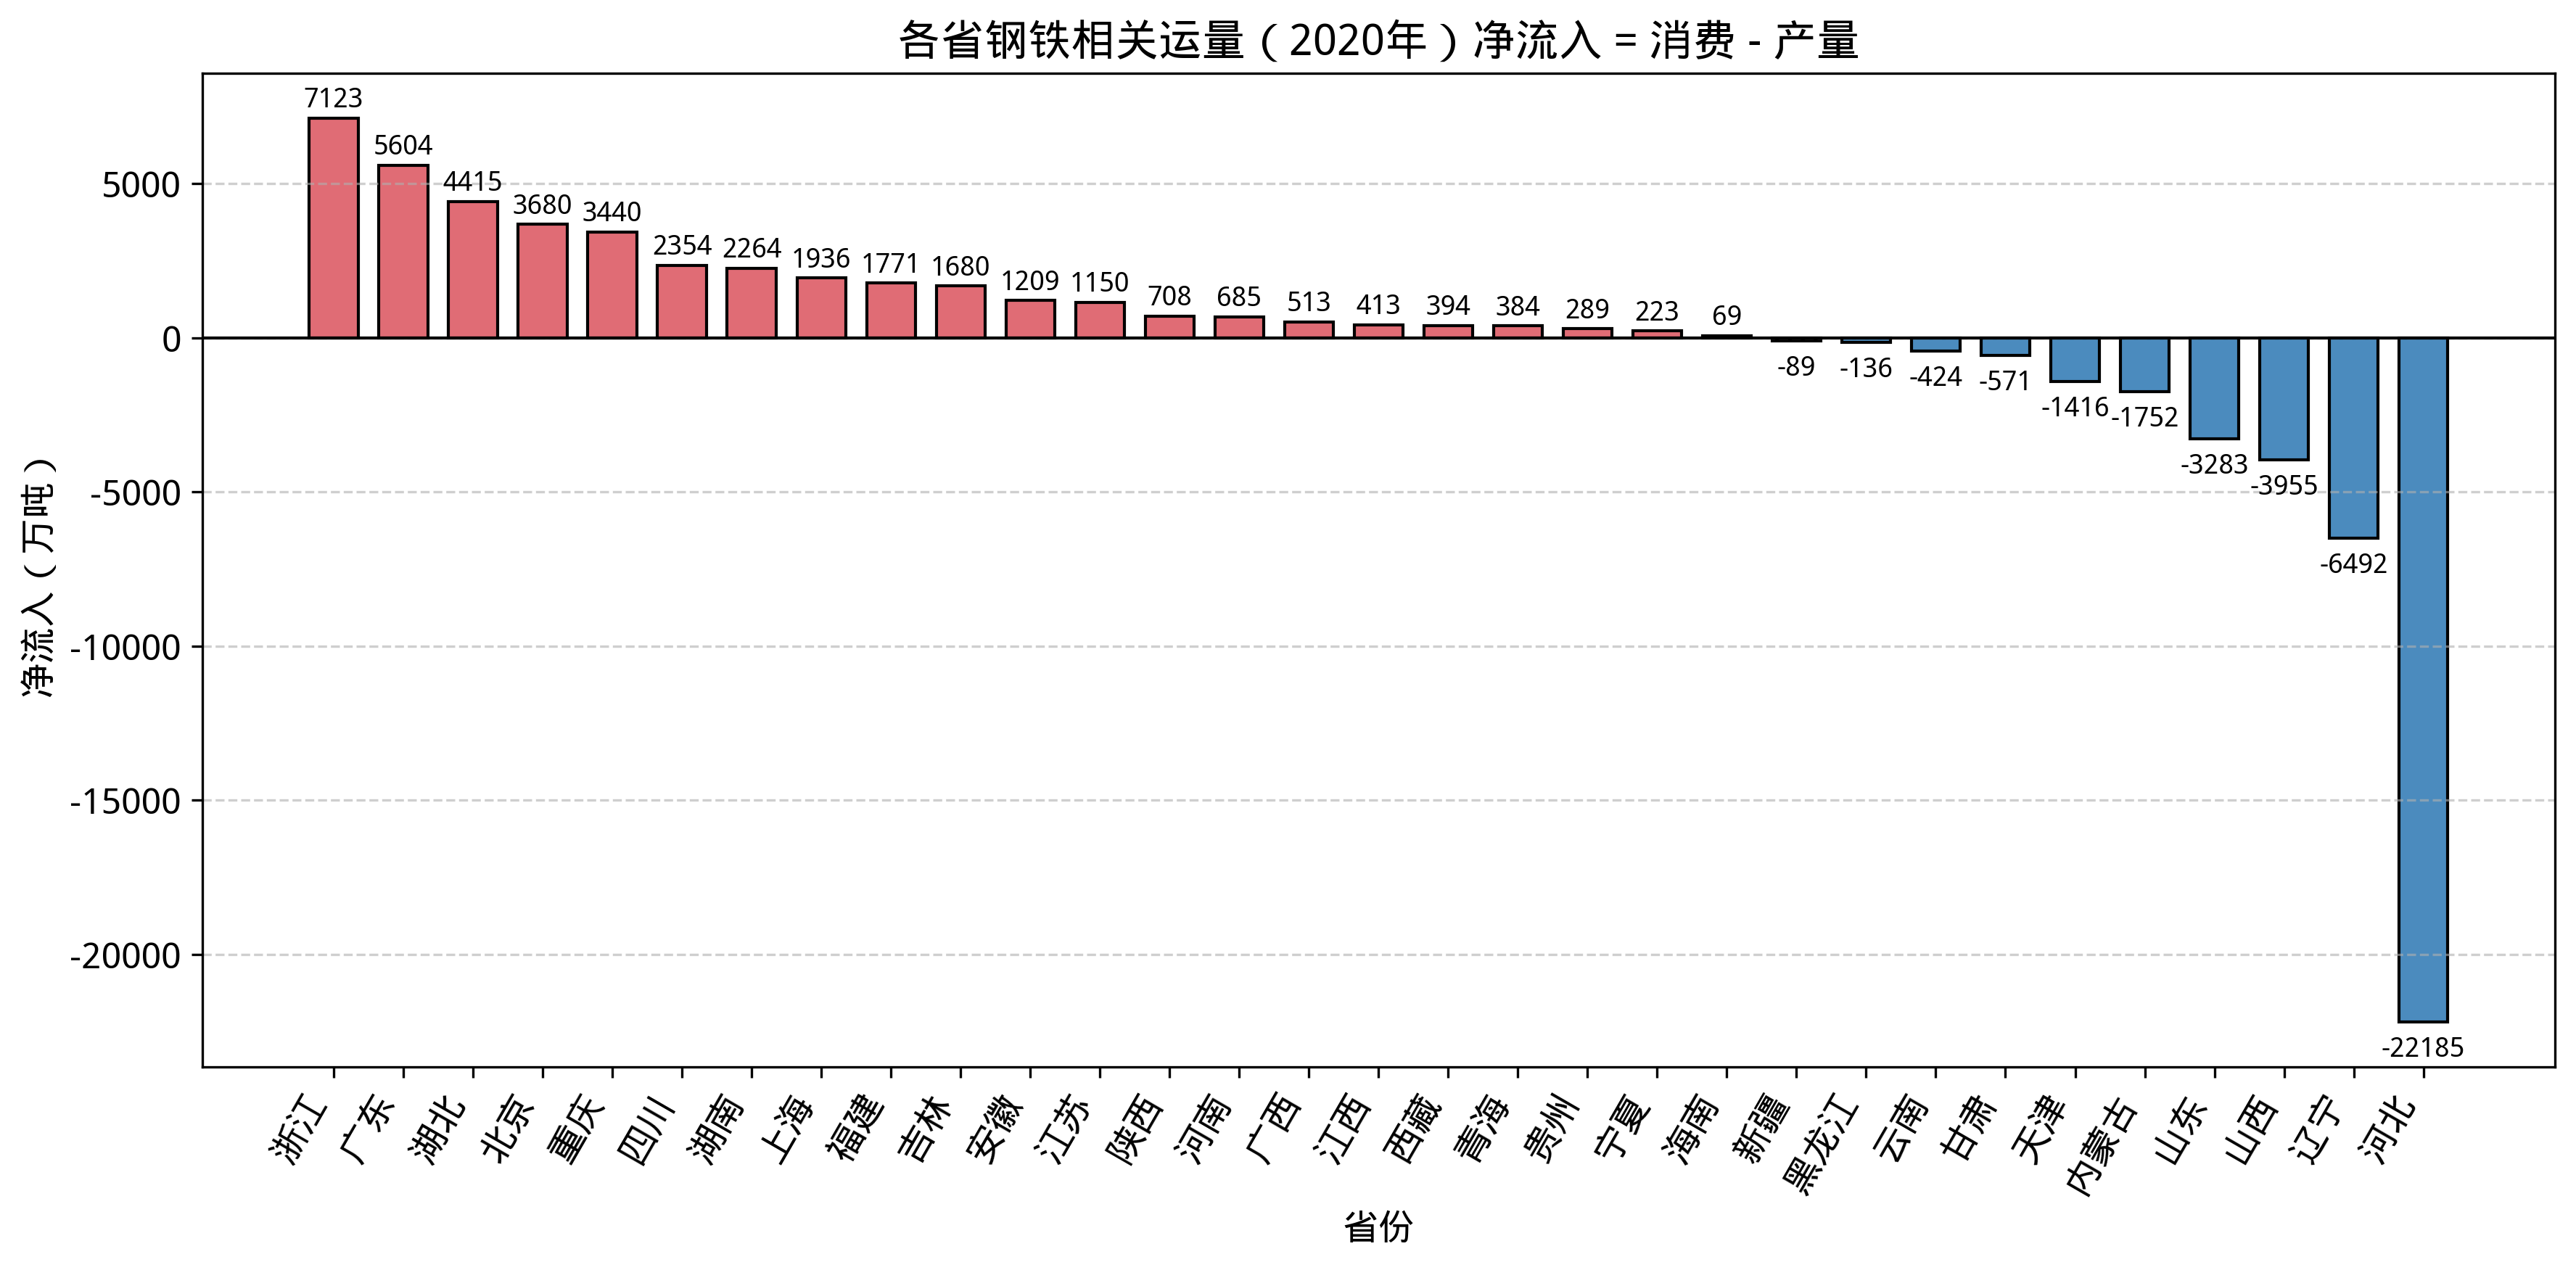 各省钢铁相关运量（2020年）净流入 = 消费 - 产量
净流入（万吨）
5000
0
-5000
-10000
-15000
-20000
7123
5604
4415
3680
3440
2354
2264
1936
1771
1680
1209
1150
708
685
513
413
394
384
289
223
69
-89
-136
-424
-571
-1416
-1752
-3283
-3955
-6492
-22185
浙江
广东
湖北
北京
重庆
四川
湖南
上海
福建
吉林
安徽
江苏
陕西
河南
广西
江西
西藏
青海
贵州
宁夏
海南
新疆
黑龙江
云南
甘肃
天津
内蒙古
山东
山西
辽宁
河北
省份